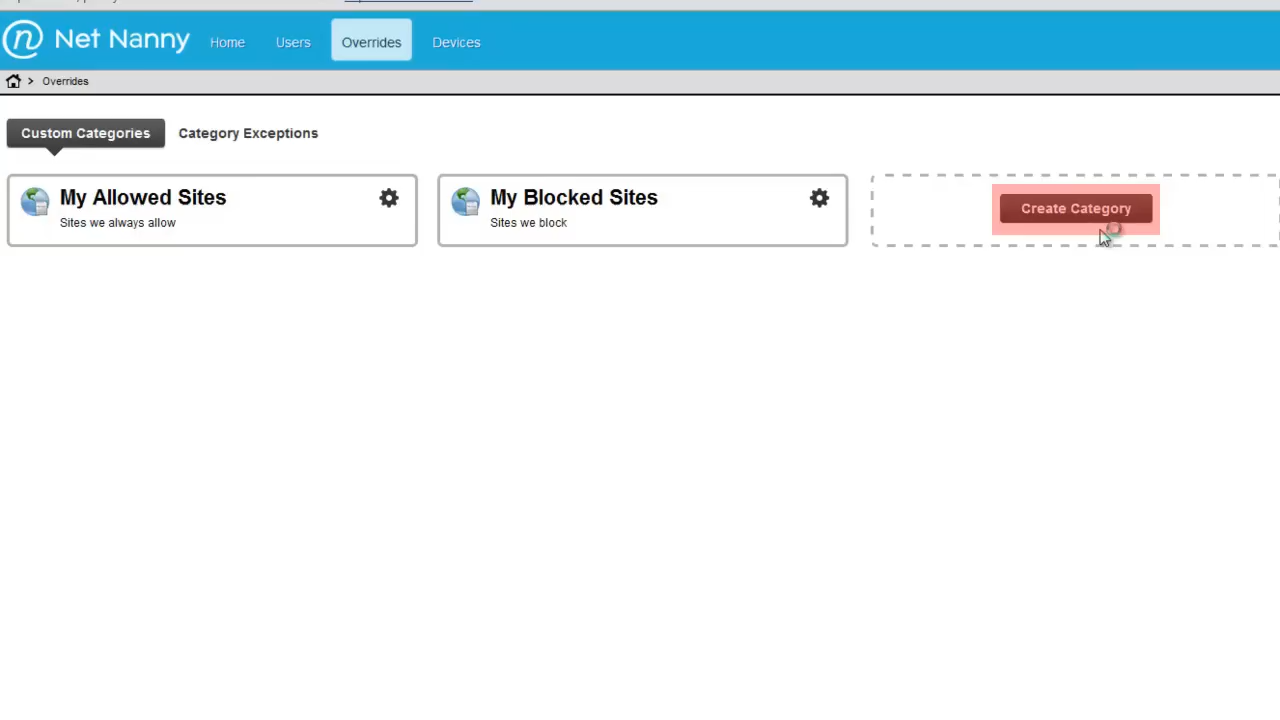 Net Nanny Home Users Overrides Devices
> Overrides
Custom Categories Category Exceptions
My Allowed Sites
Sites we always allow
My Blocked Sites
Sites we block
Create Category